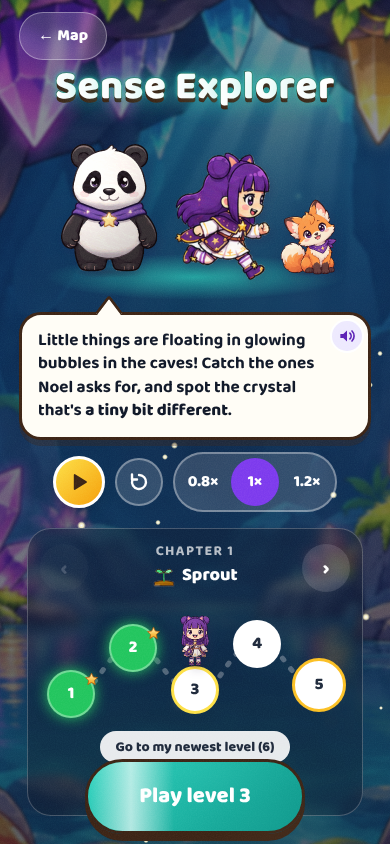 ← Map
Sense Explorer
Little things are floating in glowing
bubbles in the caves! Catch the ones
Noel asks for, and spot the crystal
that's a tiny bit different.
0.8× 1× 1.2×
CHAPTER 1
‹ Sprout ›
1 2 3 4 5
Go to my newest level (6)
Play level 3